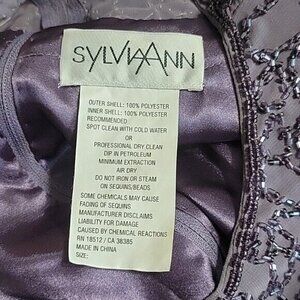 SYLVIAANN
OUTER SHELL: 100% POLYESTER
INNER SHELL: 100% POLYESTER
RECOMMENDED:
SPOT CLEAN WITH COLD WATER
OR
PROFESSIONAL DRY CLEAN
DIP IN PETROLEUM
MINIMUM EXTRACTION
AIR DRY
DO NOT IRON OR STEAM
ON SEQUINS/BEADS
SOME CHEMICALS MAY CAUSE
FADING OF SEQUINS
MANUFACTURER DISCLAIMS
LIABILITY FOR DAMAGE
CAUSED BY CHEMICAL REACTIONS
RN 18512 / CA 38385
MADE IN CHINA
SIZE: